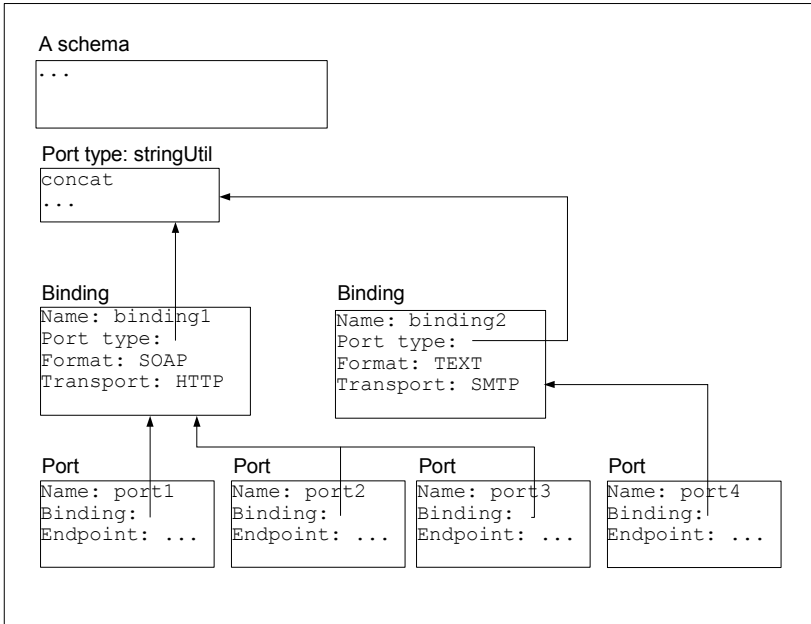 A schema
...
Port type: stringUtil
concat
...
Binding
Name: binding1
Port type:
Format: SOAP
Transport: HTTP
Binding
Name: binding2
Port type:
Format: TEXT
Transport: SMTP
Port
Name: port1
Binding:
Endpoint: ...
Port
Name: port2
Binding:
Endpoint: ...
Port
Name: port3
Binding:
Endpoint: ...
Port
Name: port4
Binding:
Endpoint: ...